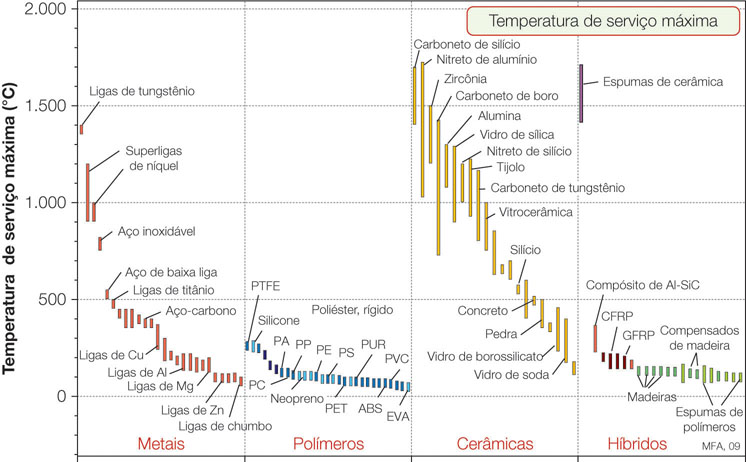 Temperatura de serviço máxima
Temperatura de serviço máxima (°C)
2.000
1.500
1.000
500
0
Ligas de tungstênio
Superligas
de níquel
Aço inoxidável
Aço de baixa liga
Ligas de titânio
Aço-carbono
Ligas de Cu
Ligas de Al
Ligas de Mg
Ligas de Zn
Ligas de chumbo
Metais
PTFE
Silicone
Poliéster, rígido
PA
PP
PE
PS
PUR
PVC
PC
Neopreno
PET
ABS
EVA
Polímeros
Carboneto de silício
Nitreto de alumínio
Zircônia
Carboneto de boro
Alumina
Vidro de sílica
Nitreto de silício
Tijolo
Carboneto de tungstênio
Vitrocerâmica
Silício
Concreto
Pedra
Vidro de borossilicato
Vidro de soda
Cerâmicas
Espumas de cerâmica
Compósito de Al-SiC
CFRP
GFRP
Compensados
de madeira
Madeiras
Espumas de
polímeros
Híbridos
MFA, 09